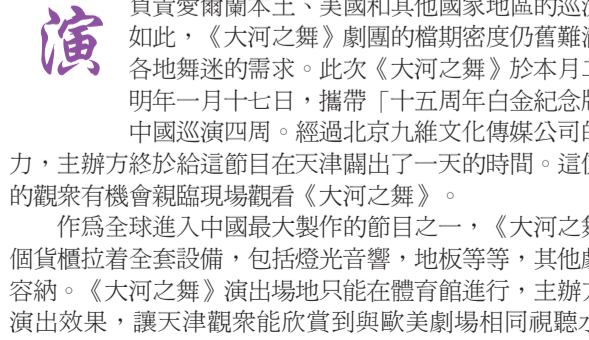 演
負責愛爾蘭本土、美國和其他國家地區的巡
如此，《大河之舞》劇團的檔期密度仍舊難
各地舞迷的需求。此次《大河之舞》於本月
明年一月十七日，攜帶「十五周年白金紀念
中國巡演四周。經過北京九維文化傳媒公司
力，主辦方終於給這節目在天津闢出了一天的時間。這
的觀衆有機會親臨現場觀看《大河之舞》。
作爲全球進入中國最大製作的節目之一，《大河之
個貨櫃拉着全套設備，包括燈光音響，地板等等，其他
容納。《大河之舞》演出場地只能在體育館進行，主辦
演出效果，讓天津觀衆能欣賞到與歐美劇場相同視聽